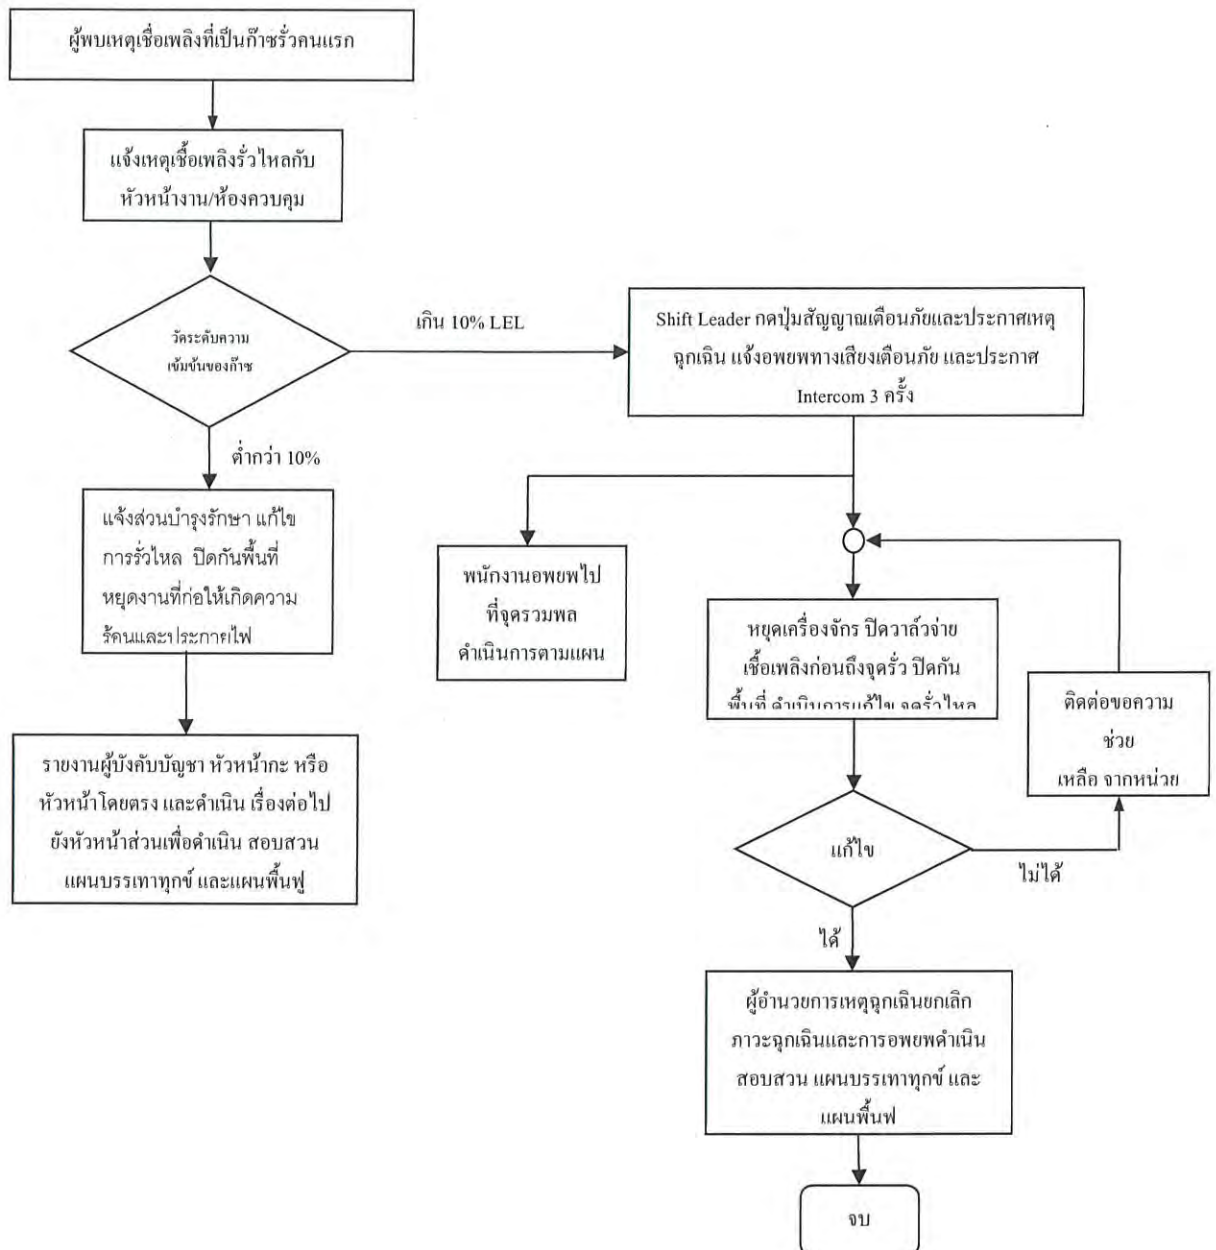 ผู้พบเหตุเชื่อเพลิงที่เป็นก๊าซรั่วคนแรก
แจ้งเหตุเชื้อเพลิงรั่วไหลกับ
หัวหน้างาน/ห้องควบคุม
วัดระดับความ
เข้มข้นของก๊าซ
เกิน 10% LEL
Shift Leader กดปุ่มสัญญาณเตือนภัยและประกาศเหตุ
ฉุกเฉิน แจ้งอพยพทางเสียงเตือนภัย และประกาศ
Intercom 3 ครั้ง
ต่ำกว่า 10%
แจ้งส่วนบำรุงรักษา แก้ไข
การรั่วไหล ปิดกันพื้นที่
หยุดงานที่ก่อให้เกิดความ
ร้อนและประกายไฟ
พนักงานอพยพไป
ที่จุดรวมพล
ดำเนินการตามแผน
หยุดเครื่องจักร ปิดวาล์วจ่าย
เชื้อเพลิงก่อนถึงจุดรั่ว ปิดกัน
พื้นที่ ดำเนินการแก้ไข จุดรั่วไหล
ติดต่อขอความ
ช่วย
เหลือ จากหน่วย
รายงานผู้บังคับบัญชา หัวหน้ากะ หรือ
หัวหน้าโดยตรง และดำเนิน เรื่องต่อไป
ยังหัวหน้าส่วนเพื่อดำเนิน สอบสวน
แผนบรรเทาทุกข์ และแผนฟื้นฟู
แก้ไข
ไม่ได้
ได้
ผู้อำนวยการเหตุฉุกเฉินยกเลิก
ภาวะฉุกเฉินและการอพยพดำเนิน
สอบสวน แผนบรรเทาทุกข์ และ
แผนฟื้นฟ
จบ